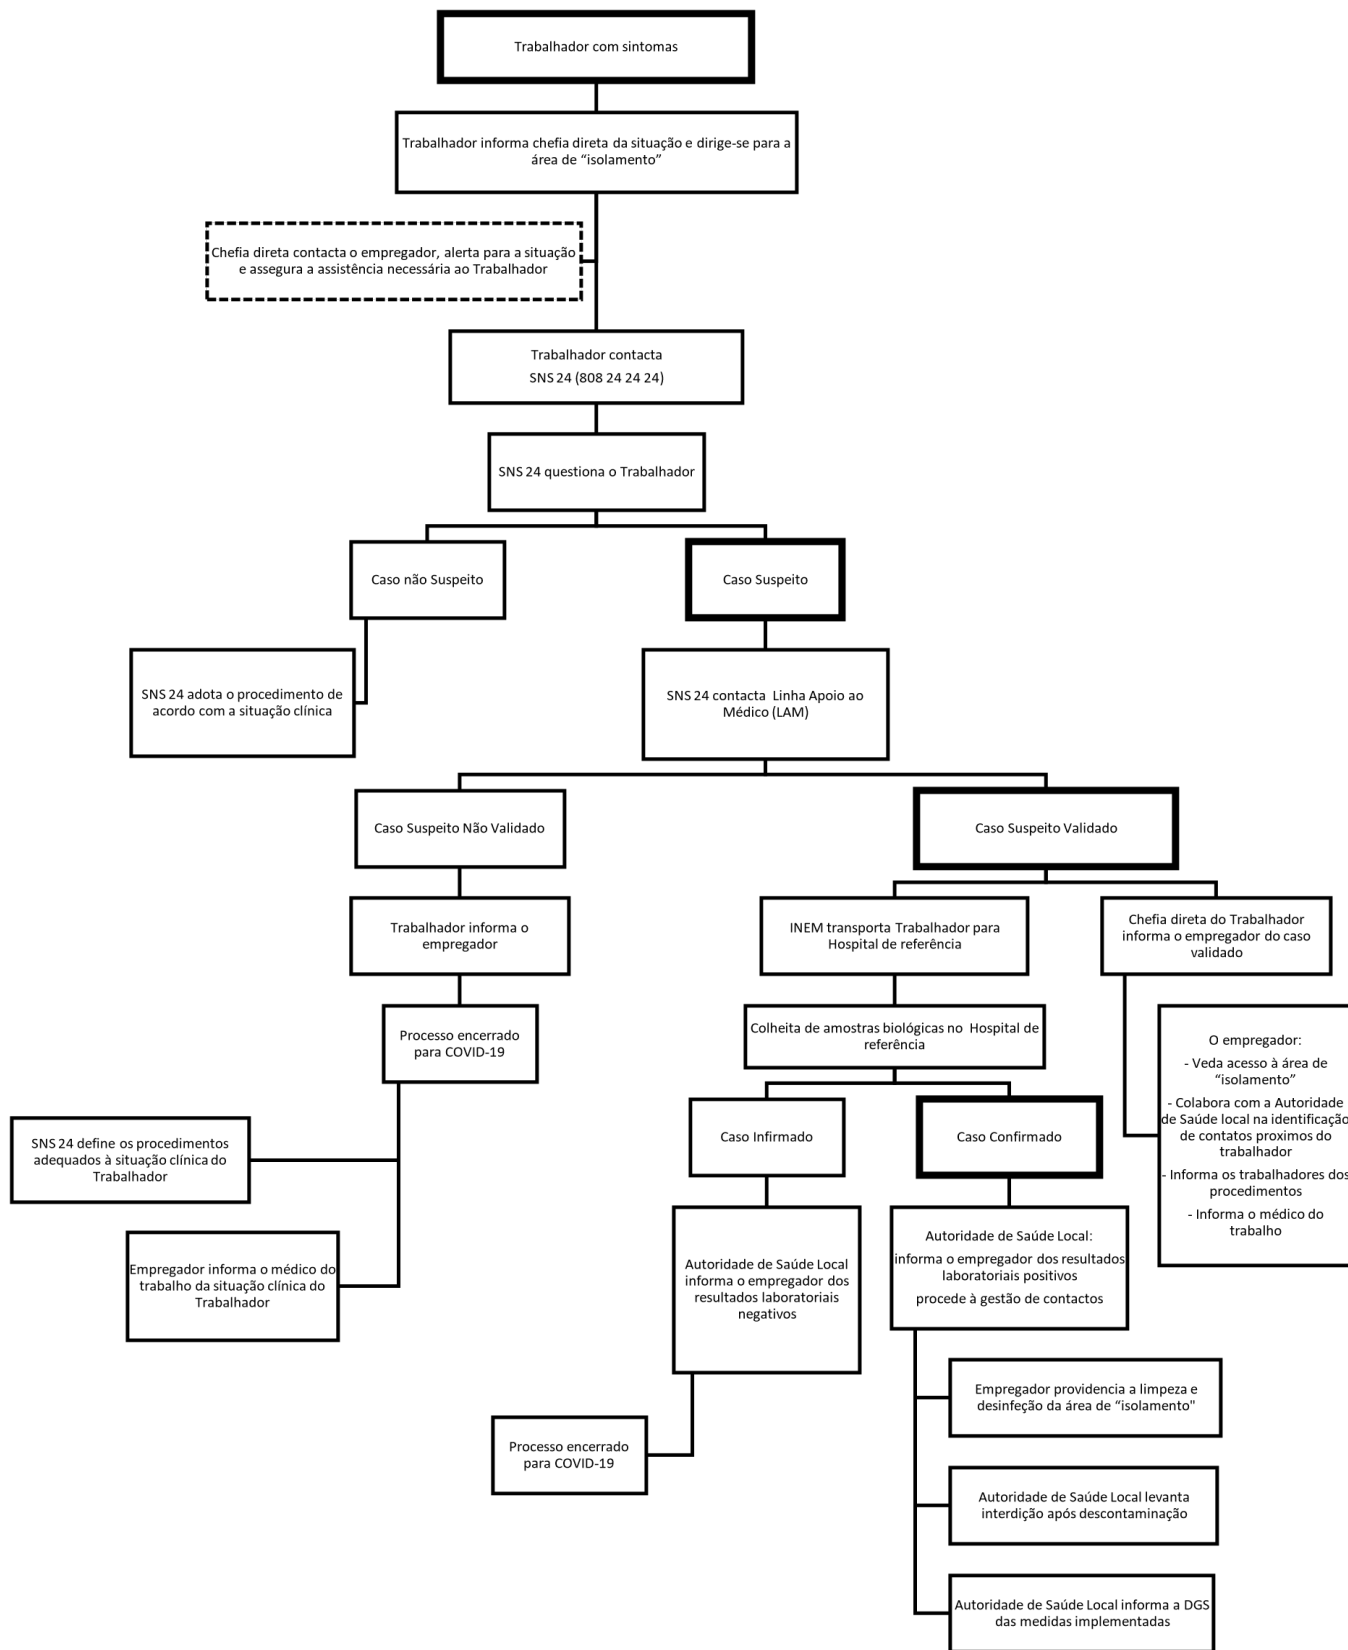 Trabalhador com sintomas
Trabalhador informa chefia direta da situação e dirige-se para a
área de “isolamento”
Chefia direta contacta o empregador, alerta para a situação
e assegura a assistência necessária ao Trabalhador
Trabalhador contacta
SNS 24 (808 24 24 24)
SNS 24 questiona o Trabalhador
Caso não Suspeito
Caso Suspeito
SNS 24 adota o procedimento de
acordo com a situação clínica
SNS 24 contacta  Linha Apoio ao
Médico (LAM)
Caso Suspeito Não Validado
Caso Suspeito Validado
Trabalhador informa o
empregador
INEM transporta Trabalhador para
Hospital de referência
Chefia direta do Trabalhador
informa o empregador do caso
validado
Processo encerrado
para COVID-19
Colheita de amostras biológicas no  Hospital de
referência
O empregador:
- Veda acesso à área de
“isolamento”
- Colabora com a Autoridade
de Saúde local na identificação
de contatos proximos do
trabalhador
- Informa os trabalhadores dos
procedimentos
- Informa o médico do
trabalho
SNS 24 define os procedimentos
adequados à situação clínica do
Trabalhador
Caso Infirmado
Caso Confirmado
Empregador informa o médico do
trabalho da situação clínica do
Trabalhador
Autoridade de Saúde Local
informa o empregador dos
resultados laboratoriais
negativos
Autoridade de Saúde Local:
informa o empregador dos resultados
laboratoriais positivos
procede à gestão de contactos
Processo encerrado
para COVID-19
Empregador providencia a limpeza e
desinfeção da área de “isolamento"
Autoridade de Saúde Local levanta
interdição após descontaminação
Autoridade de Saúde Local informa a DGS
das medidas implementadas